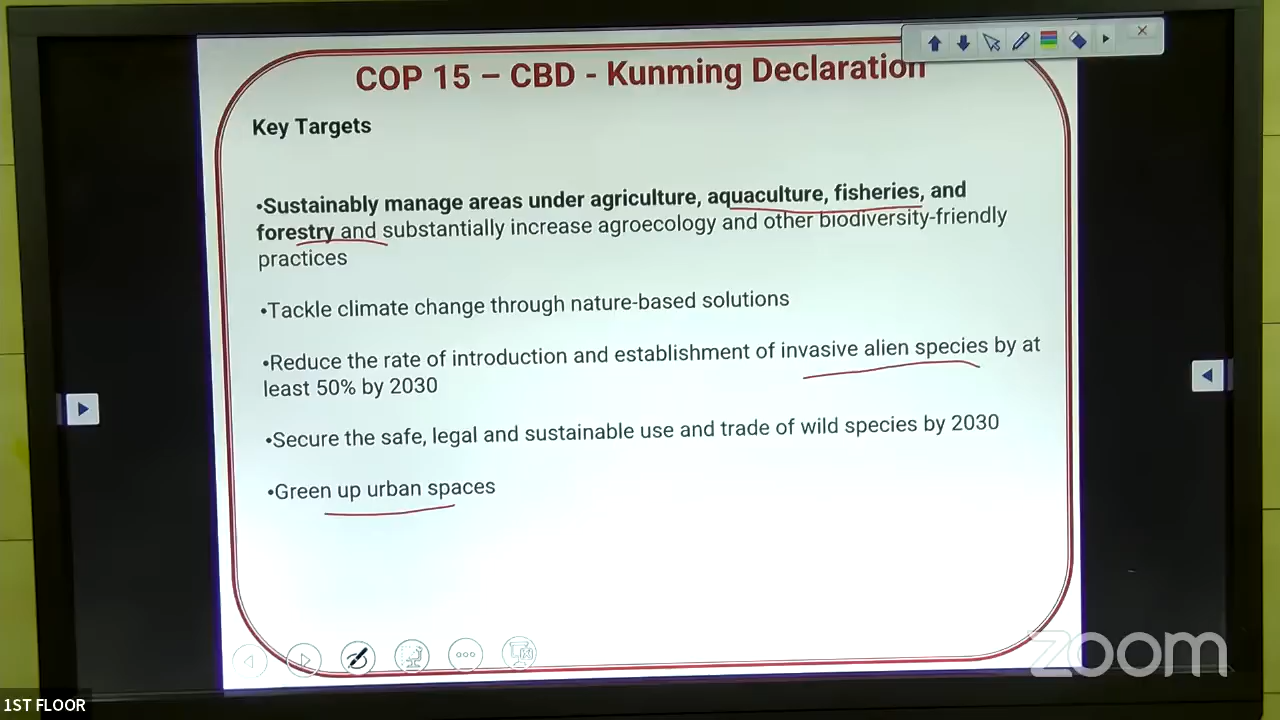 COP 15 – CBD - Kunming Declaration
Key Targets
•Sustainably manage areas under agriculture, aquaculture, fisheries, and
forestry and substantially increase agroecology and other biodiversity-friendly
practices
•Tackle climate change through nature-based solutions
•Reduce the rate of introduction and establishment of invasive alien species by at
least 50% by 2030
•Secure the safe, legal and sustainable use and trade of wild species by 2030
•Green up urban spaces
zoom
1ST FLOOR